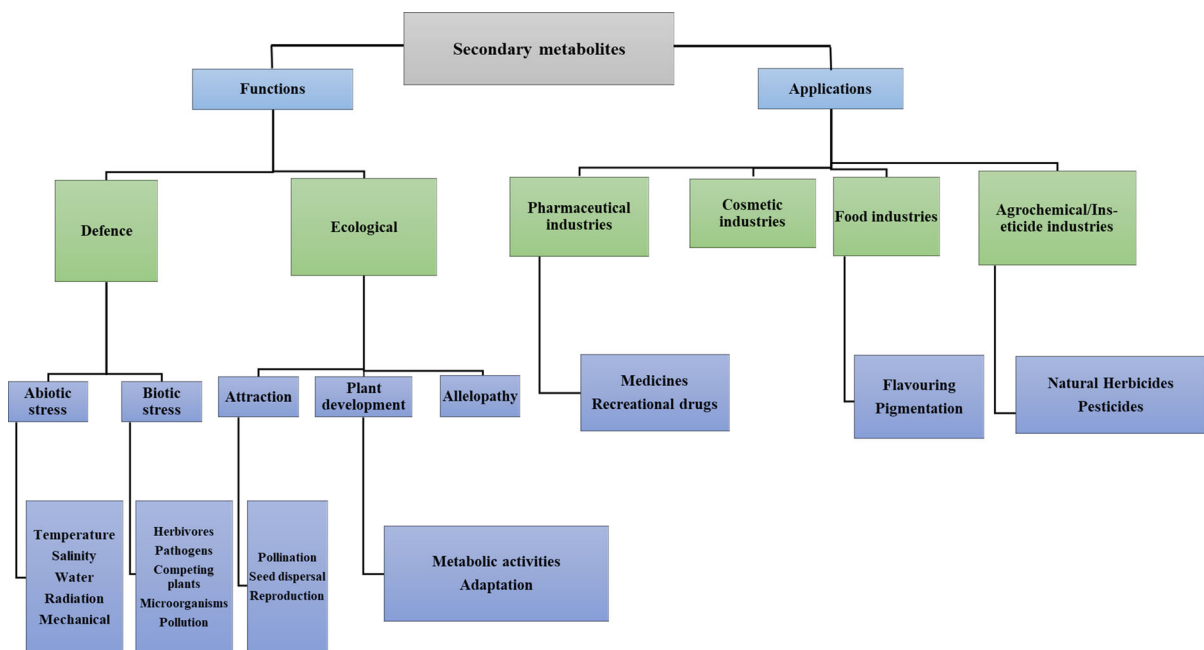 Secondary metabolites
Functions
Applications
Defence
Ecological
Pharmaceutical
industries
Cosmetic
industries
Food industries
Agrochemical/Ins-
eticide industries
Abiotic
stress
Biotic
stress
Attraction
Plant
development
Allelopathy
Medicines
Recreational drugs
Flavouring
Pigmentation
Natural Herbicides
Pesticides
Temperature
Salinity
Water
Radiation
Mechanical
Herbivores
Pathogens
Competing
plants
Microorganisms
Pollution
Pollination
Seed dispersal
Reproduction
Metabolic activities
Adaptation